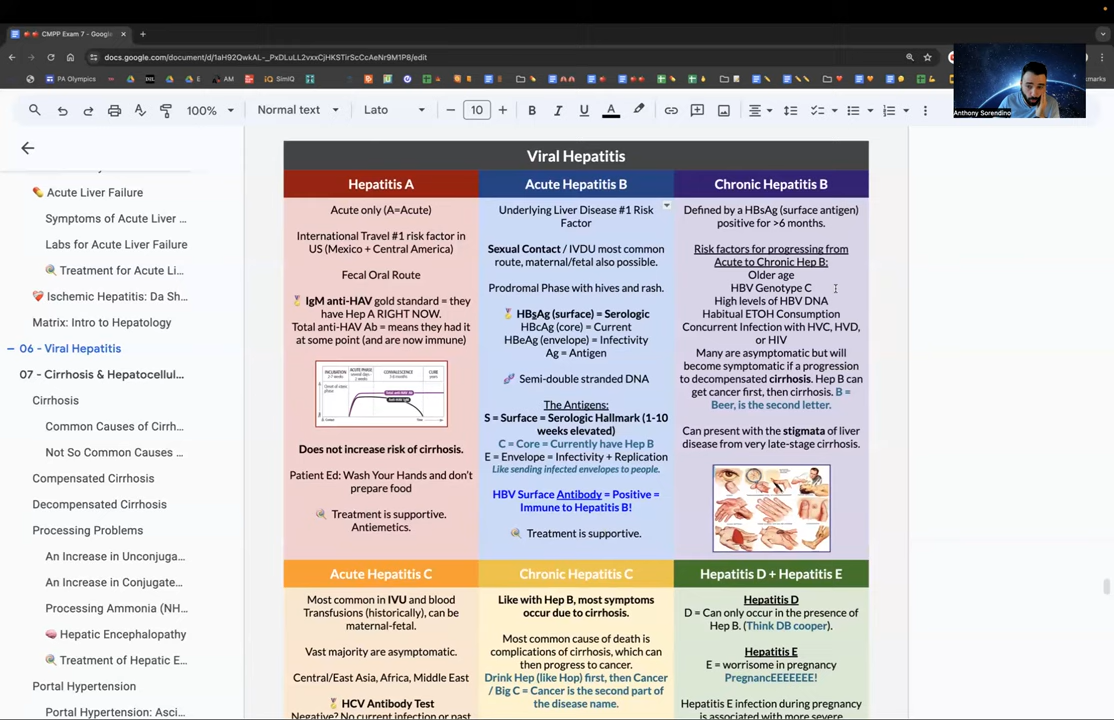 CMPP Exam 7 - Google
docs.google.com/document/d/1aH92QwkAL-_PxDLuLL2vxxCjHKSTirScCcAeNr9M1P8/edit
PA Olympics
DSL
E
AM
SimIQ
Anthony Sorendino
100%
Normal text
Lato
10
Acute Liver Failure
Symptoms of Acute Liver ...
Labs for Acute Liver Failure
Treatment for Acute Li...
Ischemic Hepatitis: Da Sh...
Matrix: Intro to Hepatology
06 - Viral Hepatitis
07 - Cirrhosis & Hepatocellul...
Cirrhosis
Common Causes of Cirrh...
Not So Common Causes ...
Compensated Cirrhosis
Decompensated Cirrhosis
Processing Problems
An Increase in Unconjuga...
An Increase in Conjugate...
Processing Ammonia (NH...
Hepatic Encephalopathy
Treatment of Hepatic E...
Portal Hypertension
Portal Hypertension: Asci...
Viral Hepatitis
Hepatitis A
Acute only (A=Acute)
International Travel #1 risk factor in
US (Mexico + Central America)
Fecal Oral Route
IgM anti-HAV gold standard = they
have Hep A RIGHT NOW.
Total anti-HAV Ab = means they had it
at some point (and are now immune)
INCUBATION
ACUTE PHASE
CONVALESCENCE
Does not increase risk of cirrhosis.
Patient Ed: Wash Your Hands and don't
prepare food
Treatment is supportive.
Antiemetics.
Acute Hepatitis B
Underlying Liver Disease #1 Risk
Factor
Sexual Contact / IVDU most common
route, maternal/fetal also possible.
Prodromal Phase with hives and rash.
HBsAg (surface) = Serologic
HBcAg (core) = Current
HBeAg (envelope) = Infectivity
Ag = Antigen
Semi-double stranded DNA
The Antigens:
S = Surface = Serologic Hallmark (1-10
weeks elevated)
C = Core = Currently have Hep B
E = Envelope = Infectivity + Replication
Like sending infected envelopes to people.
HBV Surface Antibody = Positive =
Immune to Hepatitis B!
Treatment is supportive.
Chronic Hepatitis B
Defined by a HBsAg (surface antigen)
positive for >6 months.
Risk factors for progressing from
Acute to Chronic Hep B:
Older age
HBV Genotype C
High levels of HBV DNA
Habitual ETOH Consumption
Concurrent Infection with HVC, HVD,
or HIV
Many are asymptomatic but will
become symptomatic if a progression
to decompensated cirrhosis. Hep B can
get cancer first, then cirrhosis. B =
Beer, is the second letter.
Can present with the stigmata of liver
disease from very late-stage cirrhosis.
Acute Hepatitis C
Most common in IVU and blood
Transfusions (historically), can be
maternal-fetal.
Vast majority are asymptomatic.
Central/East Asia, Africa, Middle East
HCV Antibody Test
Negative? No current infection or past
Chronic Hepatitis C
Like with Hep B, most symptoms
occur due to cirrhosis.
Most common cause of death is
complications of cirrhosis, which can
then progress to cancer.
Drink Hep (like Hop) first, then Cancer
/ Big C = Cancer is the second part of
the disease name.
Hepatitis D + Hepatitis E
Hepatitis D
D = Can only occur in the presence of
Hep B. (Think DB cooper).
Hepatitis E
E = worrisome in pregnancy
PregnancEEEEEEE!
Hepatitis E infection during pregnancy
is associated with more severe